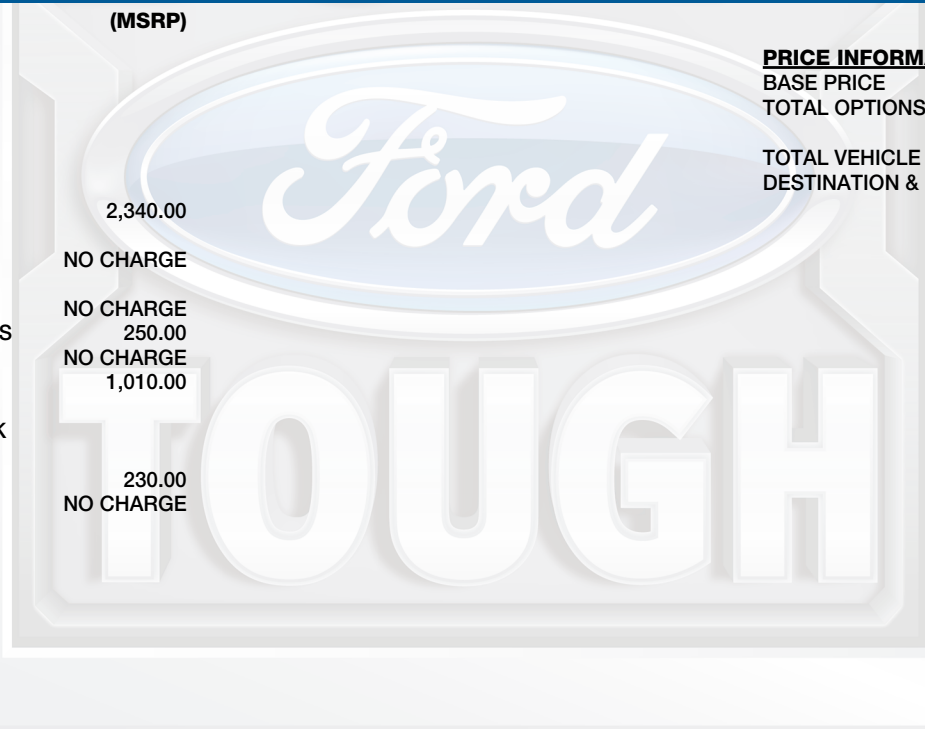 (MSRP)
PRICE INFORM
BASE PRICE
TOTAL OPTIONS
TOTAL VEHICLE
DESTINATION &
2,340.00
NO CHARGE
NO CHARGE
S 250.00
NO CHARGE
1,010.00
K
230.00
NO CHARGE
Ford
TOUGH